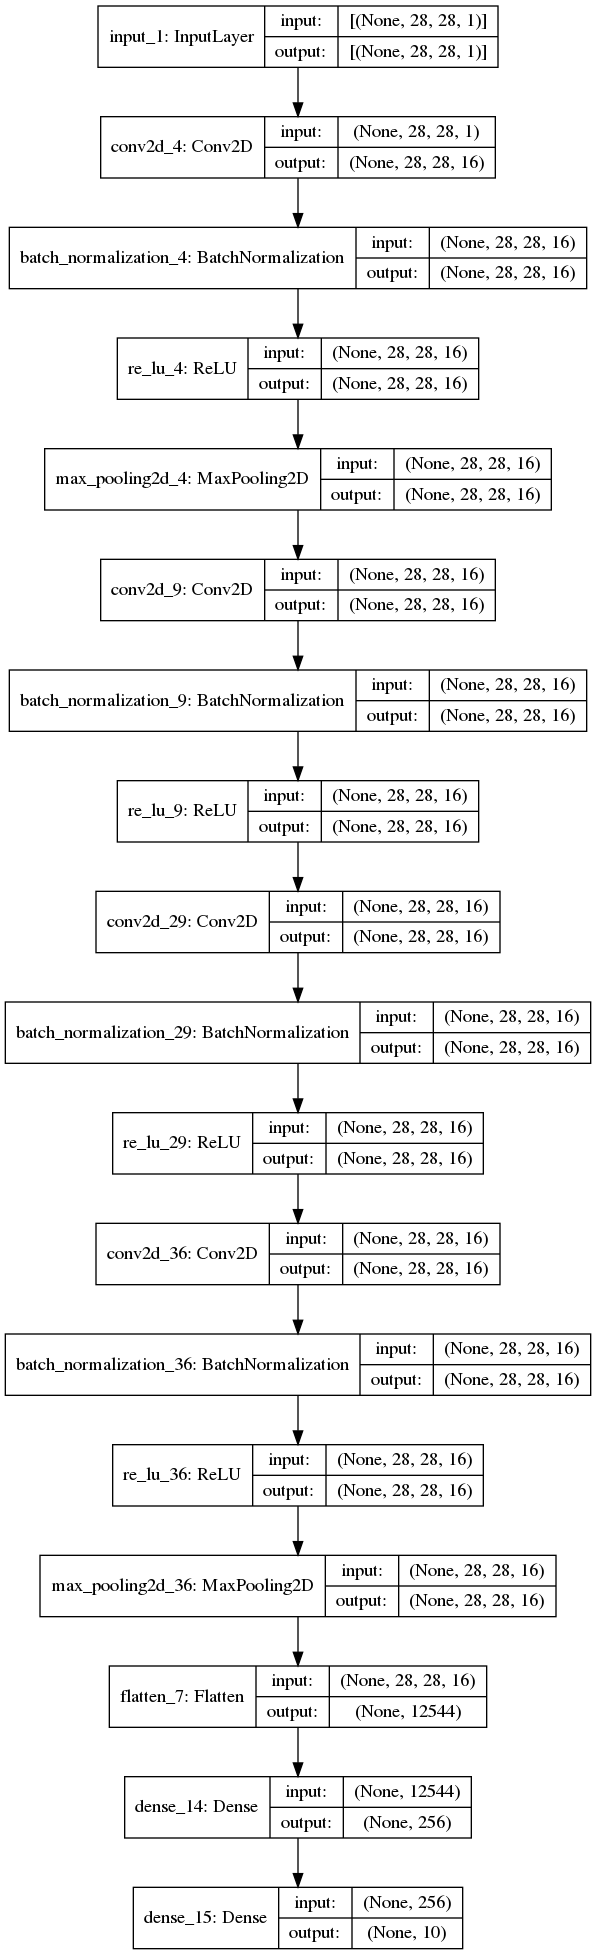 input_1: InputLayer
input: [(None, 28, 28, 1)]
output: [(None, 28, 28, 1)]
conv2d_4: Conv2D
input: (None, 28, 28, 1)
output: (None, 28, 28, 16)
batch_normalization_4: BatchNormalization
input: (None, 28, 28, 16)
output: (None, 28, 28, 16)
re_lu_4: ReLU
input: (None, 28, 28, 16)
output: (None, 28, 28, 16)
max_pooling2d_4: MaxPooling2D
input: (None, 28, 28, 16)
output: (None, 28, 28, 16)
conv2d_9: Conv2D
input: (None, 28, 28, 16)
output: (None, 28, 28, 16)
batch_normalization_9: BatchNormalization
input: (None, 28, 28, 16)
output: (None, 28, 28, 16)
re_lu_9: ReLU
input: (None, 28, 28, 16)
output: (None, 28, 28, 16)
conv2d_29: Conv2D
input: (None, 28, 28, 16)
output: (None, 28, 28, 16)
batch_normalization_29: BatchNormalization
input: (None, 28, 28, 16)
output: (None, 28, 28, 16)
re_lu_29: ReLU
input: (None, 28, 28, 16)
output: (None, 28, 28, 16)
conv2d_36: Conv2D
input: (None, 28, 28, 16)
output: (None, 28, 28, 16)
batch_normalization_36: BatchNormalization
input: (None, 28, 28, 16)
output: (None, 28, 28, 16)
re_lu_36: ReLU
input: (None, 28, 28, 16)
output: (None, 28, 28, 16)
max_pooling2d_36: MaxPooling2D
input: (None, 28, 28, 16)
output: (None, 28, 28, 16)
flatten_7: Flatten
input: (None, 28, 28, 16)
output: (None, 12544)
dense_14: Dense
input: (None, 12544)
output: (None, 256)
dense_15: Dense
input: (None, 256)
output: (None, 10)